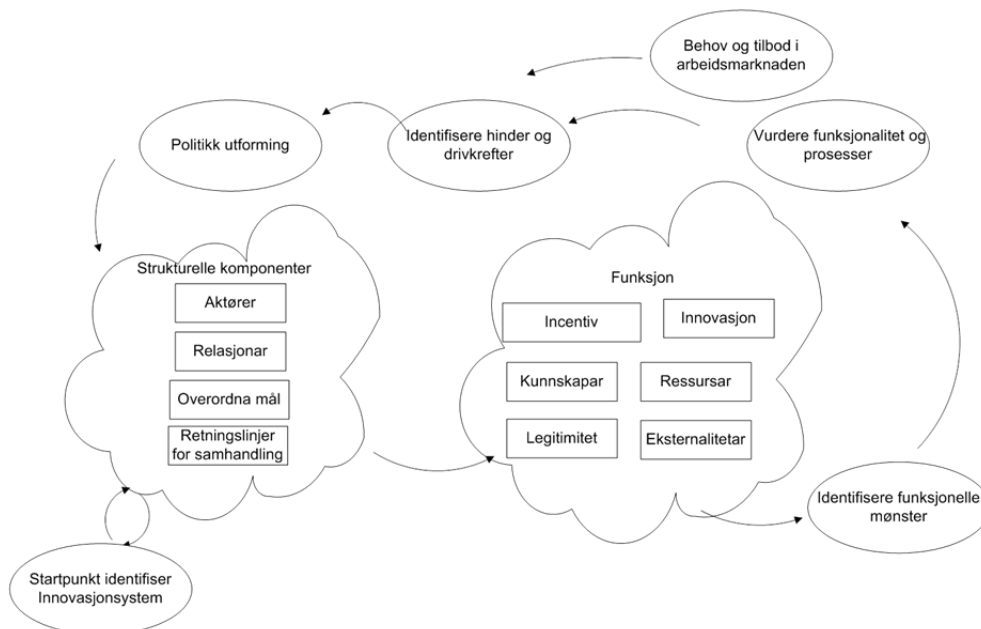 Behov og tilbod i
arbeidsmarknaden
Politikk utforming
Identifisere hinder og
drivkrefter
Vurdere funksjonalitet og
prosesser
Strukturelle komponenter
Aktører
Relasjonar
Overordna mål
Retningslinjer
for samhandling
Funksjon
Incentiv
Innovasjon
Kunnskapar
Ressursar
Legitimitet
Eksternalitetar
Identifisere funksjonelle
mønster
Startpunkt identifiser
Innovasjonsystem